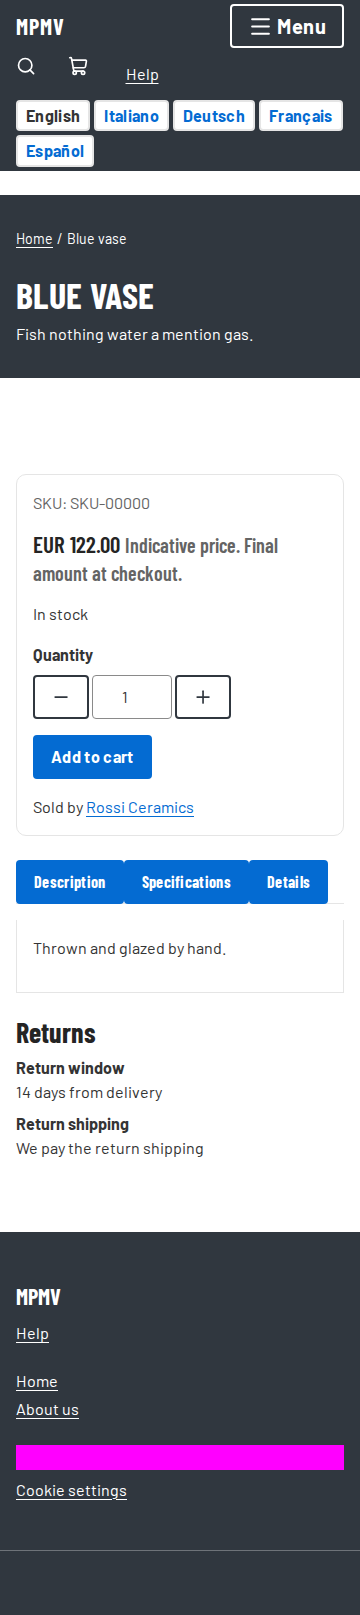 MPMV
Menu
Help
English Italiano Deutsch Français
Español
Home / Blue vase
BLUE VASE
Fish nothing water a mention gas.
SKU: SKU-00000
EUR 122.00 Indicative price. Final
amount at checkout.
In stock
Quantity
1
Add to cart
Sold by Rossi Ceramics
Description Specifications Details
Thrown and glazed by hand.
Returns
Return window
14 days from delivery
Return shipping
We pay the return shipping
MPMV
Help
Home
About us
Cookie settings